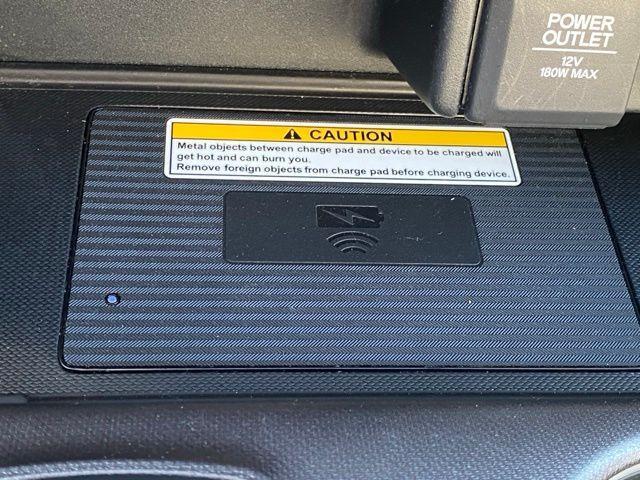 POWER
OUTLET
12V
180W MAX
CAUTION
Metal objects between charge pad and device to be charged will
get hot and can burn you.
Remove foreign objects from charge pad before charging device.